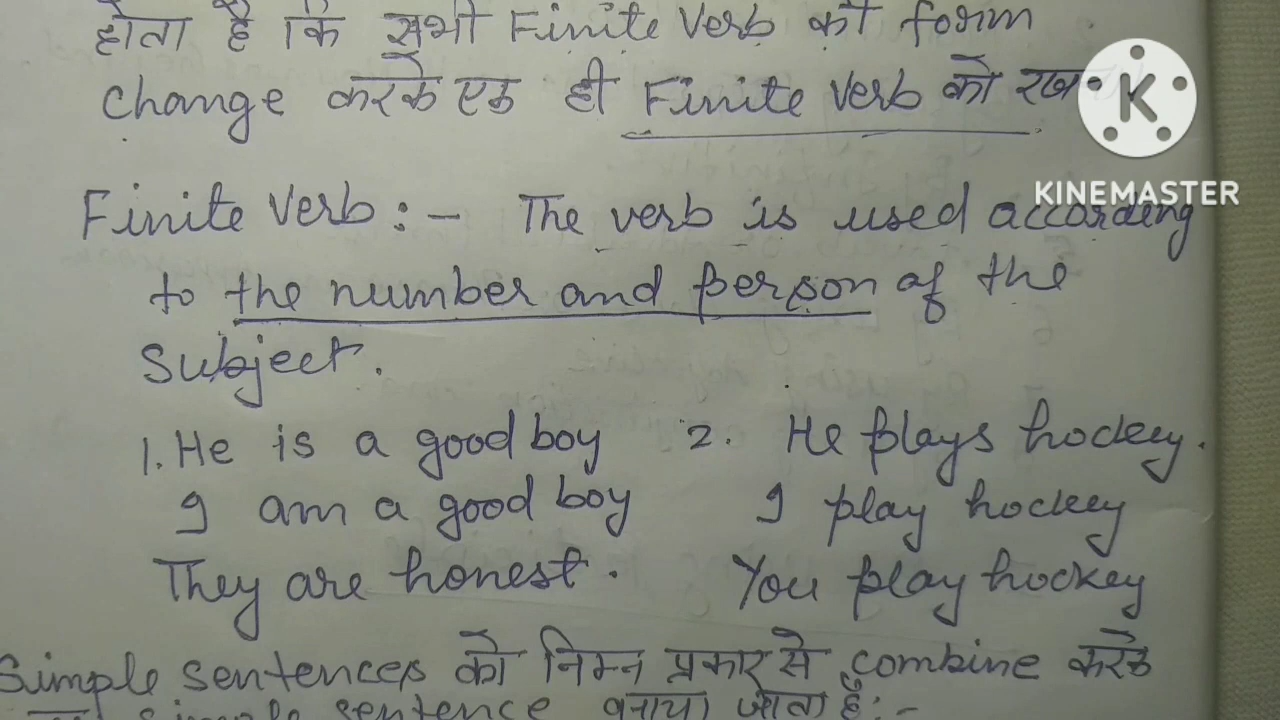 होता है कि सभी Finite Verb को form
change करके एक ही Finite Verb को
K
KINEMASTER
Finite Verb :- The verb is used according
to the number and person of the
Subject.
1. He is a good boy 2. He plays hockey.
I am a good boy I play hockey
They are honest. You play hockey
Simple sentences को निम्न प्रकार से combine करके
simple sentence बनाया जाता है:-